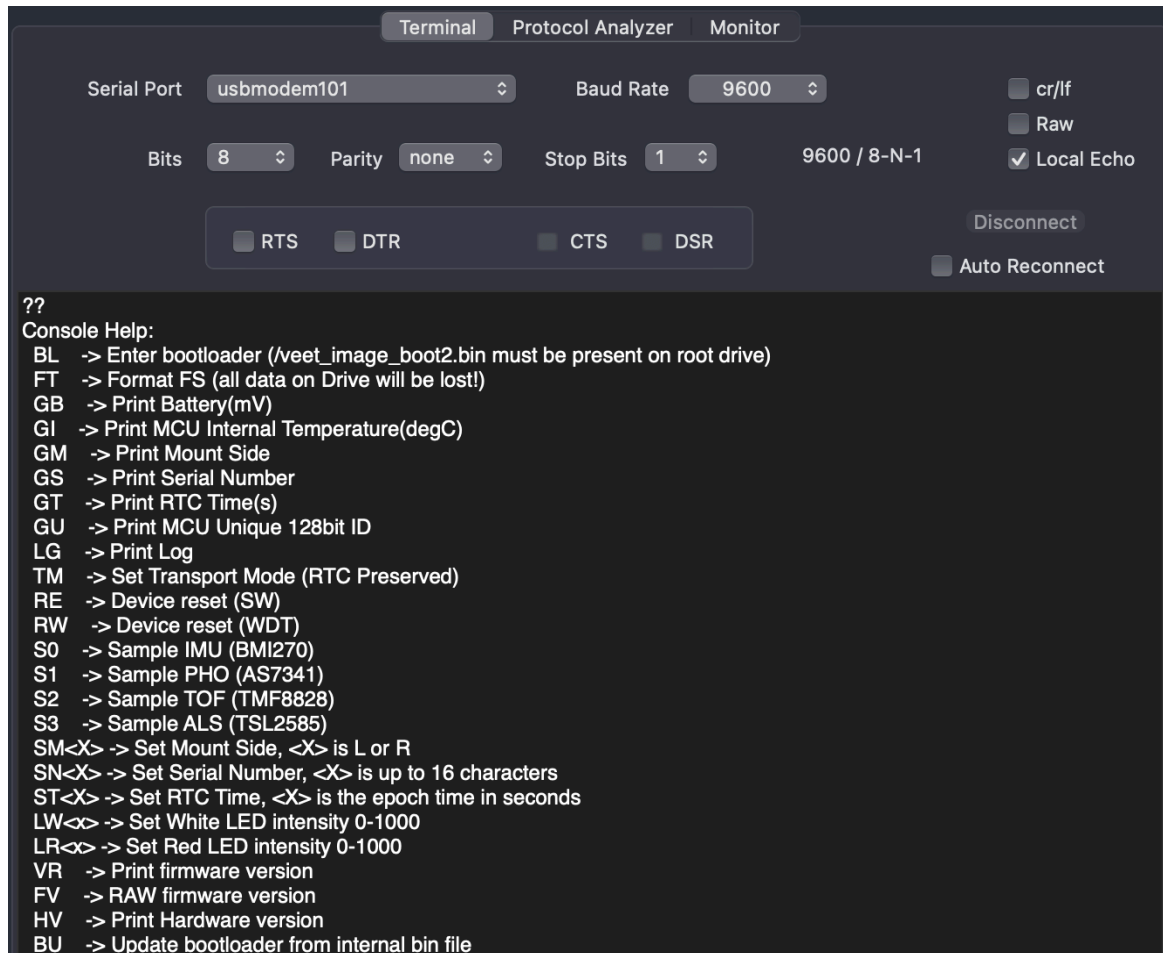 Terminal Protocol Analyzer Monitor
Serial Port usbmodem101 Baud Rate 9600 cr/lf
Raw
Bits 8 Parity none Stop Bits 1 9600 / 8-N-1 Local Echo
Disconnect
RTS DTR CTS DSR
Auto Reconnect
??
Console Help:
BL -> Enter bootloader (/veet_image_boot2.bin must be present on root drive)
FT -> Format FS (all data on Drive will be lost!)
GB -> Print Battery(mV)
GI -> Print MCU Internal Temperature(degC)
GM -> Print Mount Side
GS -> Print Serial Number
GT -> Print RTC Time(s)
GU -> Print MCU Unique 128bit ID
LG -> Print Log
TM -> Set Transport Mode (RTC Preserved)
RE -> Device reset (SW)
RW -> Device reset (WDT)
S0 -> Sample IMU (BMI270)
S1 -> Sample PHO (AS7341)
S2 -> Sample TOF (TMF8828)
S3 -> Sample ALS (TSL2585)
SM<X> -> Set Mount Side, <X> is L or R
SN<X> -> Set Serial Number, <X> is up to 16 characters
ST<X> -> Set RTC Time, <X> is the epoch time in seconds
LW<x> -> Set White LED intensity 0-1000
LR<x> -> Set Red LED intensity 0-1000
VR -> Print firmware version
FV -> RAW firmware version
HV -> Print Hardware version
BU -> Update bootloader from internal bin file